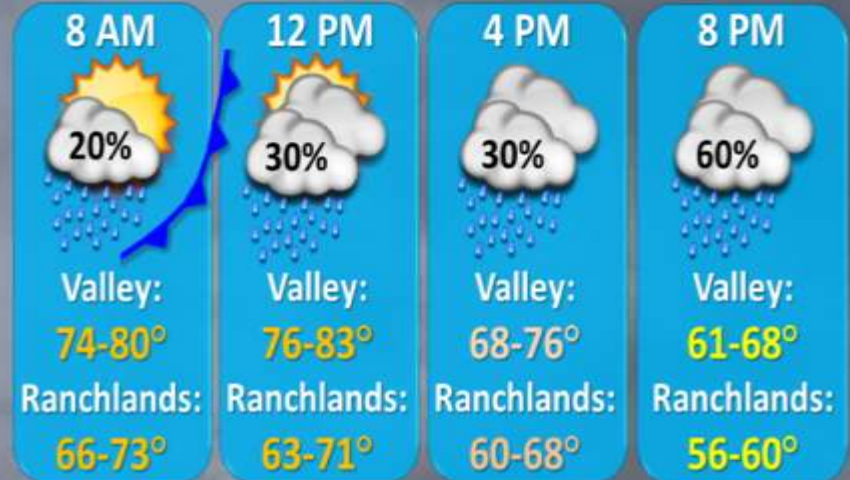 8 AM
20%
Valley:
74-80°
Ranchlands:
66-73°
12 PM
30%
Valley:
76-83°
Ranchlands:
63-71°
4 PM
30%
Valley:
68-76°
Ranchlands:
60-68°
8 PM
60%
Valley:
61-68°
Ranchlands:
56-60°